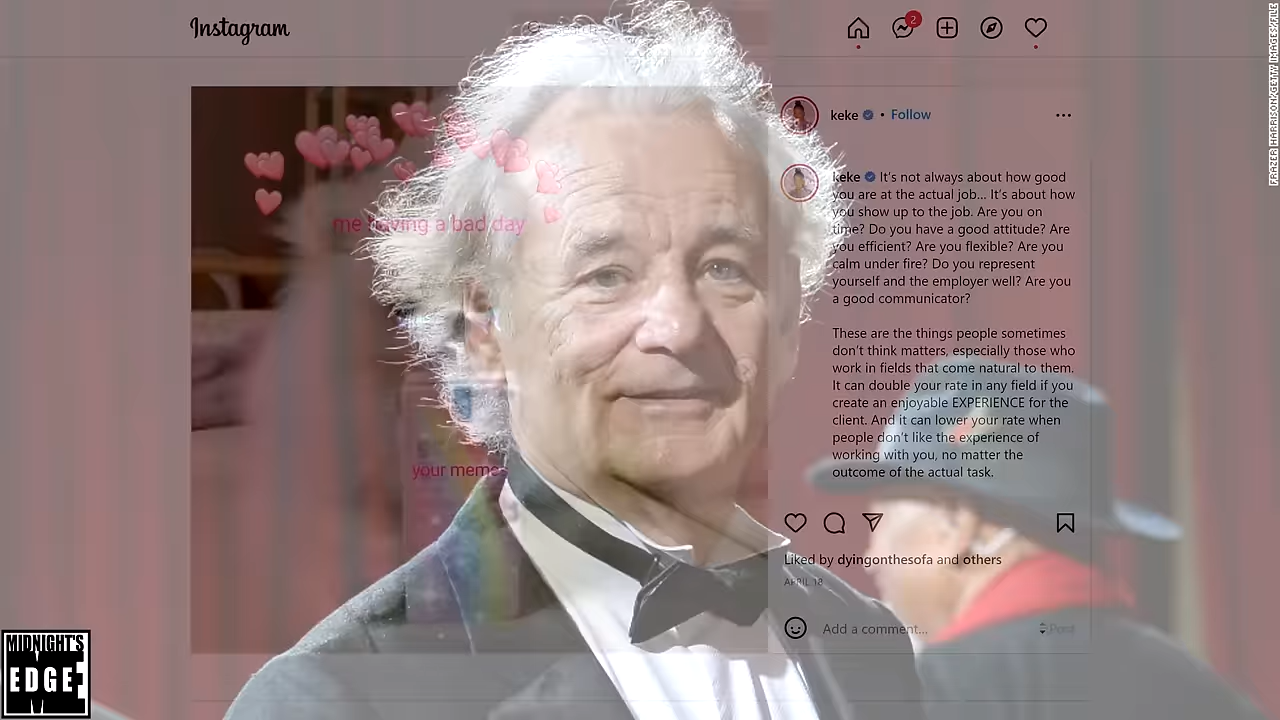 Instagram
2
FRAZER HARRISON/GETTY IMAGES/FILE
keke • Follow
me having a bad day
your meme
keke It's not always about how good
you are at the actual job... It's about how
you show up to the job. Are you on
time? Do you have a good attitude? Are
you efficient? Are you flexible? Are you
calm under fire? Do you represent
yourself and the employer well? Are you
a good communicator?
These are the things people sometimes
don't think matters, especially those who
work in fields that come natural to them.
It can double your rate in any field if you
create an enjoyable EXPERIENCE for the
client. And it can lower your rate when
people don't like the experience of
working with you, no matter the
outcome of the actual task.
Liked by dyingonthesofa and others
APRIL 18
Add a comment...
Post
MIDNIGHT'S
EDGE